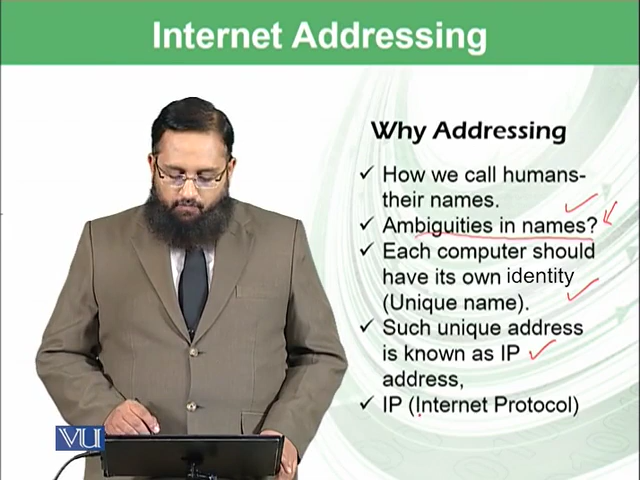 Internet Addressing
Why Addressing
✓ How we call humans-
their names.
✓ Ambiguities in names?
✓ Each computer should
have its own identity
(Unique name).
✓ Such unique address
is known as IP
address,
✓ IP (Internet Protocol)
VU